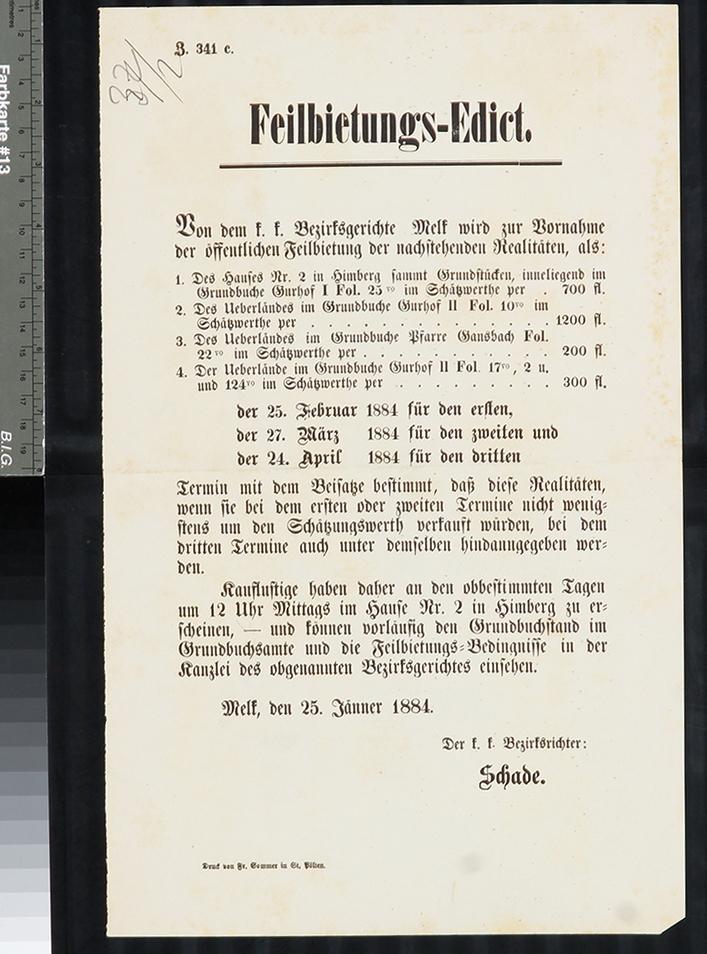 Z. 341 c.
Feilbietungs-Edict.
Von dem k. k. Bezirksgerichte Melk wird zur Vornahme
der öffentlichen Feilbietung der nachstehenden Realitäten, als:
1. Des Hauses Nr. 2 in Himberg sammt Grundstücken, inneliegend im
Grundbuche Gurhof I Fol. 25 vo im Schätzwerthe per . 700 fl.
2. Des Ueberländes im Grundbuche Gurhof II Fol. 10vo im
Schätzwerthe per . . . . . . . . . . . . . . 1200 fl.
3. Des Ueberländes im Grundbuche Pfarre Gansbach Fol.
22 vo im Schätzwerthe per . . . . . . . . . . . 200 fl.
4. Der Ueberlände im Grundbuche Gurhof II Fol. 17vo, 2 u.
und 124vo im Schätzwerthe per . . . . . . . . . 300 fl.
der 25. Februar 1884 für den ersten,
der 27. März 1884 für den zweiten und
der 24. April 1884 für den dritten
Termin mit dem Beisatze bestimmt, daß diese Realitäten,
wenn sie bei dem ersten oder zweiten Termine nicht wenig-
stens um den Schätzungswerth verkauft würden, bei dem
dritten Termine auch unter demselben hindanngegeben wer-
den.
Kauflustige haben daher an den obbestimmten Tagen
um 12 Uhr Mittags im Hause Nr. 2 in Himberg zu er-
scheinen, — und können vorläufig den Grundbuchstand im
Grundbuchsamte und die Feilbietungs-Bedingnisse in der
Kanzlei des obgenannten Bezirksgerichtes einsehen.
Melk, den 25. Jänner 1884.
Der k. k. Bezirksrichter:
Schade.
Druck von Fr. Sommer in St. Pölten.
Farbkarte #13
B.I.G.